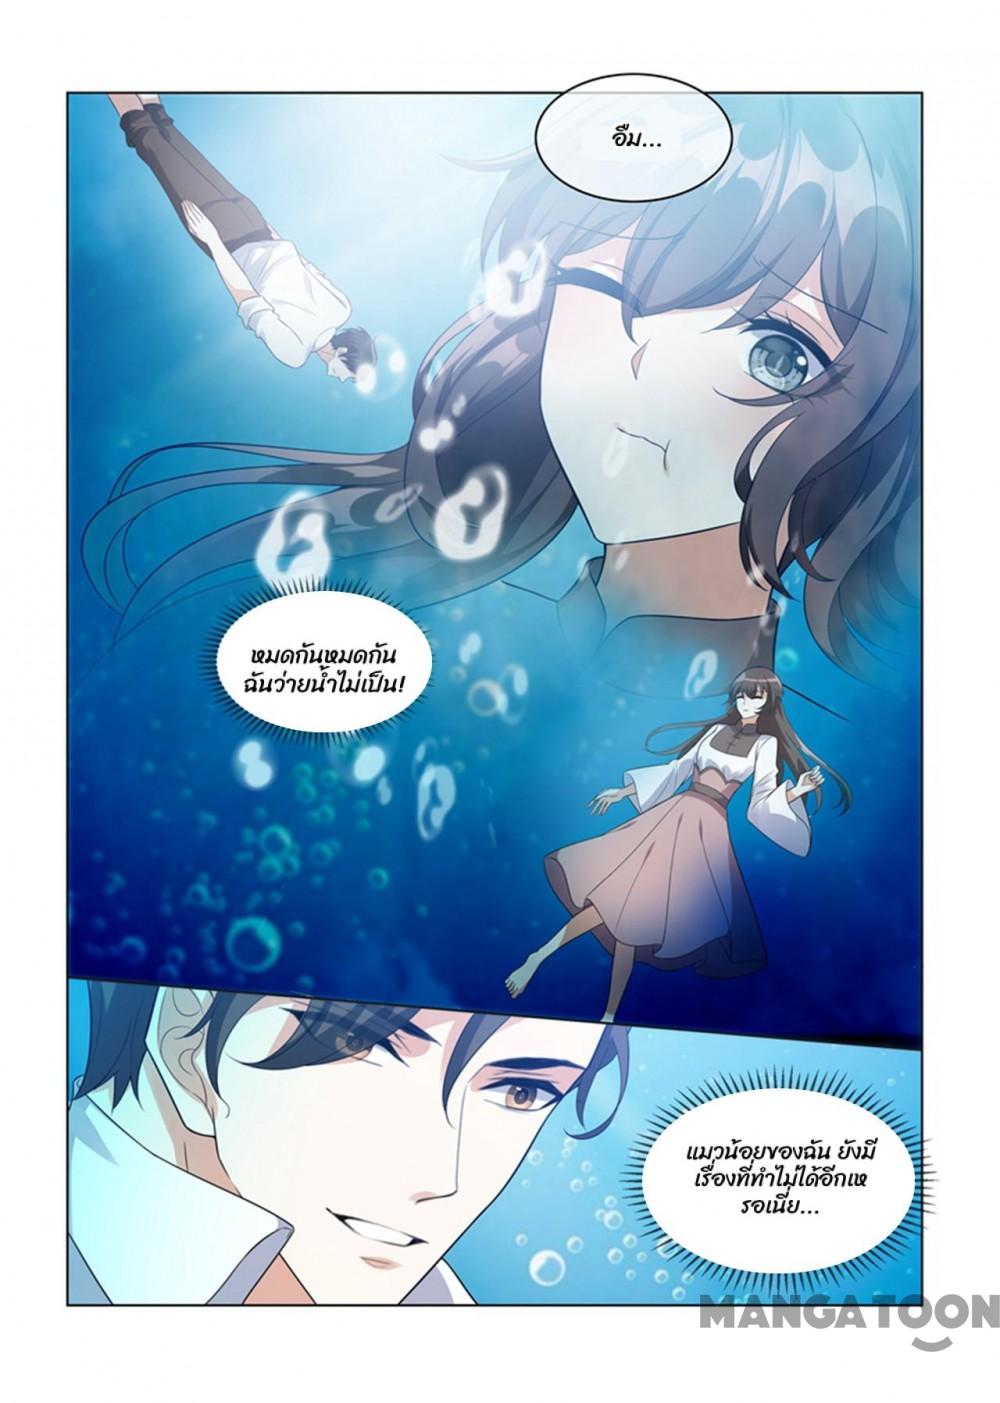 อืม...
หมดกันหมดกัน
ฉันว่ายน้ำไม่เป็น!
แมวน้อยของฉัน ยังมี
เรื่องที่ทำไม่ได้อีกเห
รอเนี่ย...
MANGATOON